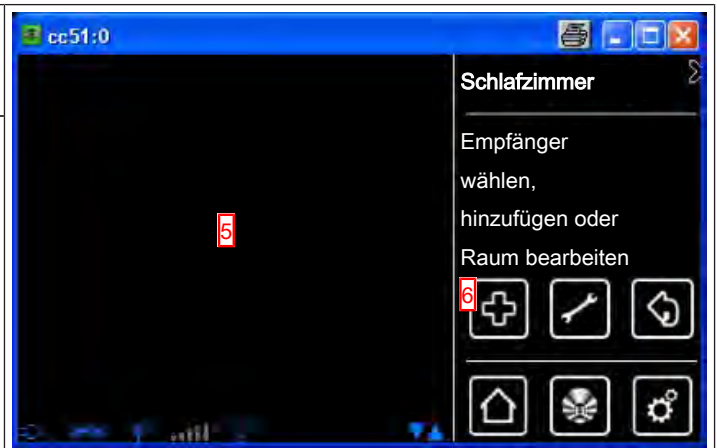 cc51:0
Schlafzimmer
Empfänger
wählen,
hinzufügen oder
Raum bearbeiten
5
6